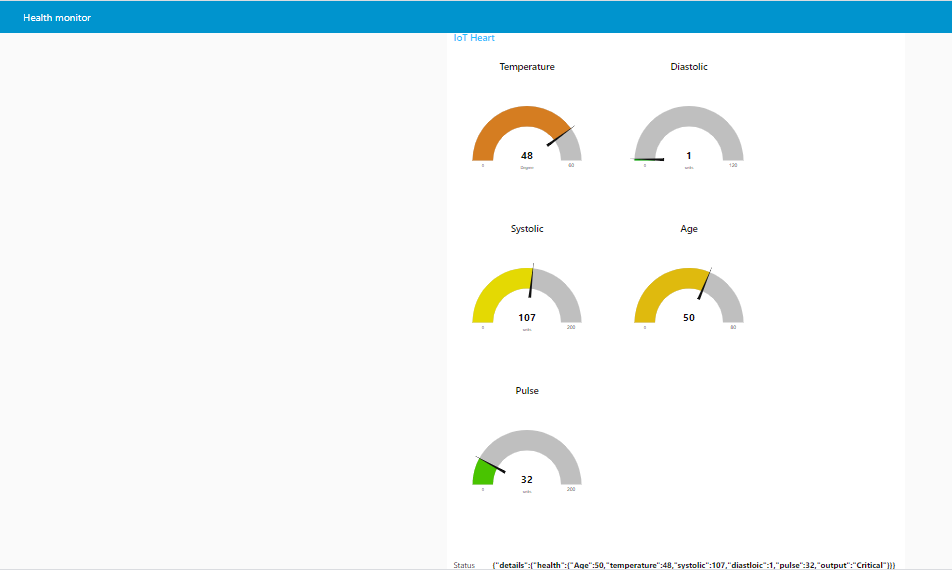 Health monitor
IoT Heart
Temperature
Diastolic
48
Degree
0
60
1
units
0
120
Systolic
Age
107
units
0
200
50
0
80
Pulse
32
units
0
200
Status {"details":{"health":{"Age":50,"temperature":48,"systolic":107,"diastloic":1,"pulse":32,"output":"Critical"}}}